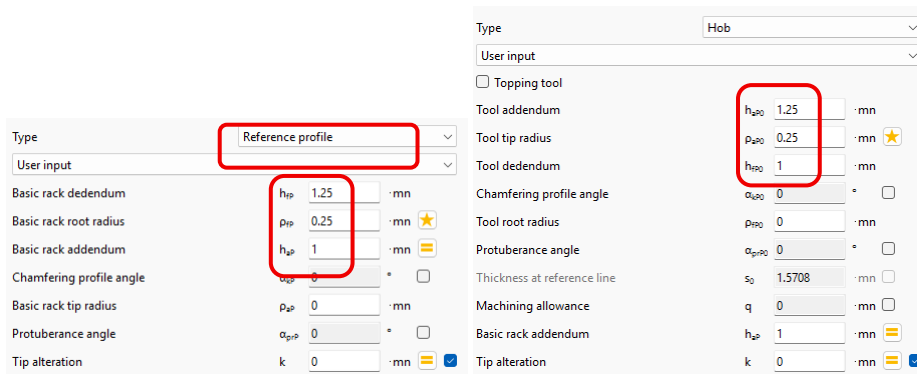 Type Reference profile
User input
Basic rack dedendum hfP 1.25 ·mn
Basic rack root radius ρfP 0.25 ·mn
Basic rack addendum haP 1 ·mn
Chamfering profile angle αkP 0 °
Basic rack tip radius ρaP 0 ·mn
Protuberance angle αprP 0 °
Tip alteration k 0 ·mn
Type Hob
User input
Topping tool
Tool addendum haP0 1.25 ·mn
Tool tip radius ρaP0 0.25 ·mn
Tool dedendum hfP0 1 ·mn
Chamfering profile angle αkP0 0 °
Tool root radius ρfP0 0 ·mn
Protuberance angle αprP0 0 °
Thickness at reference line s0 1.5708 ·mn
Machining allowance q 0 ·mn
Basic rack addendum haP 1 ·mn
Tip alteration k 0 ·mn